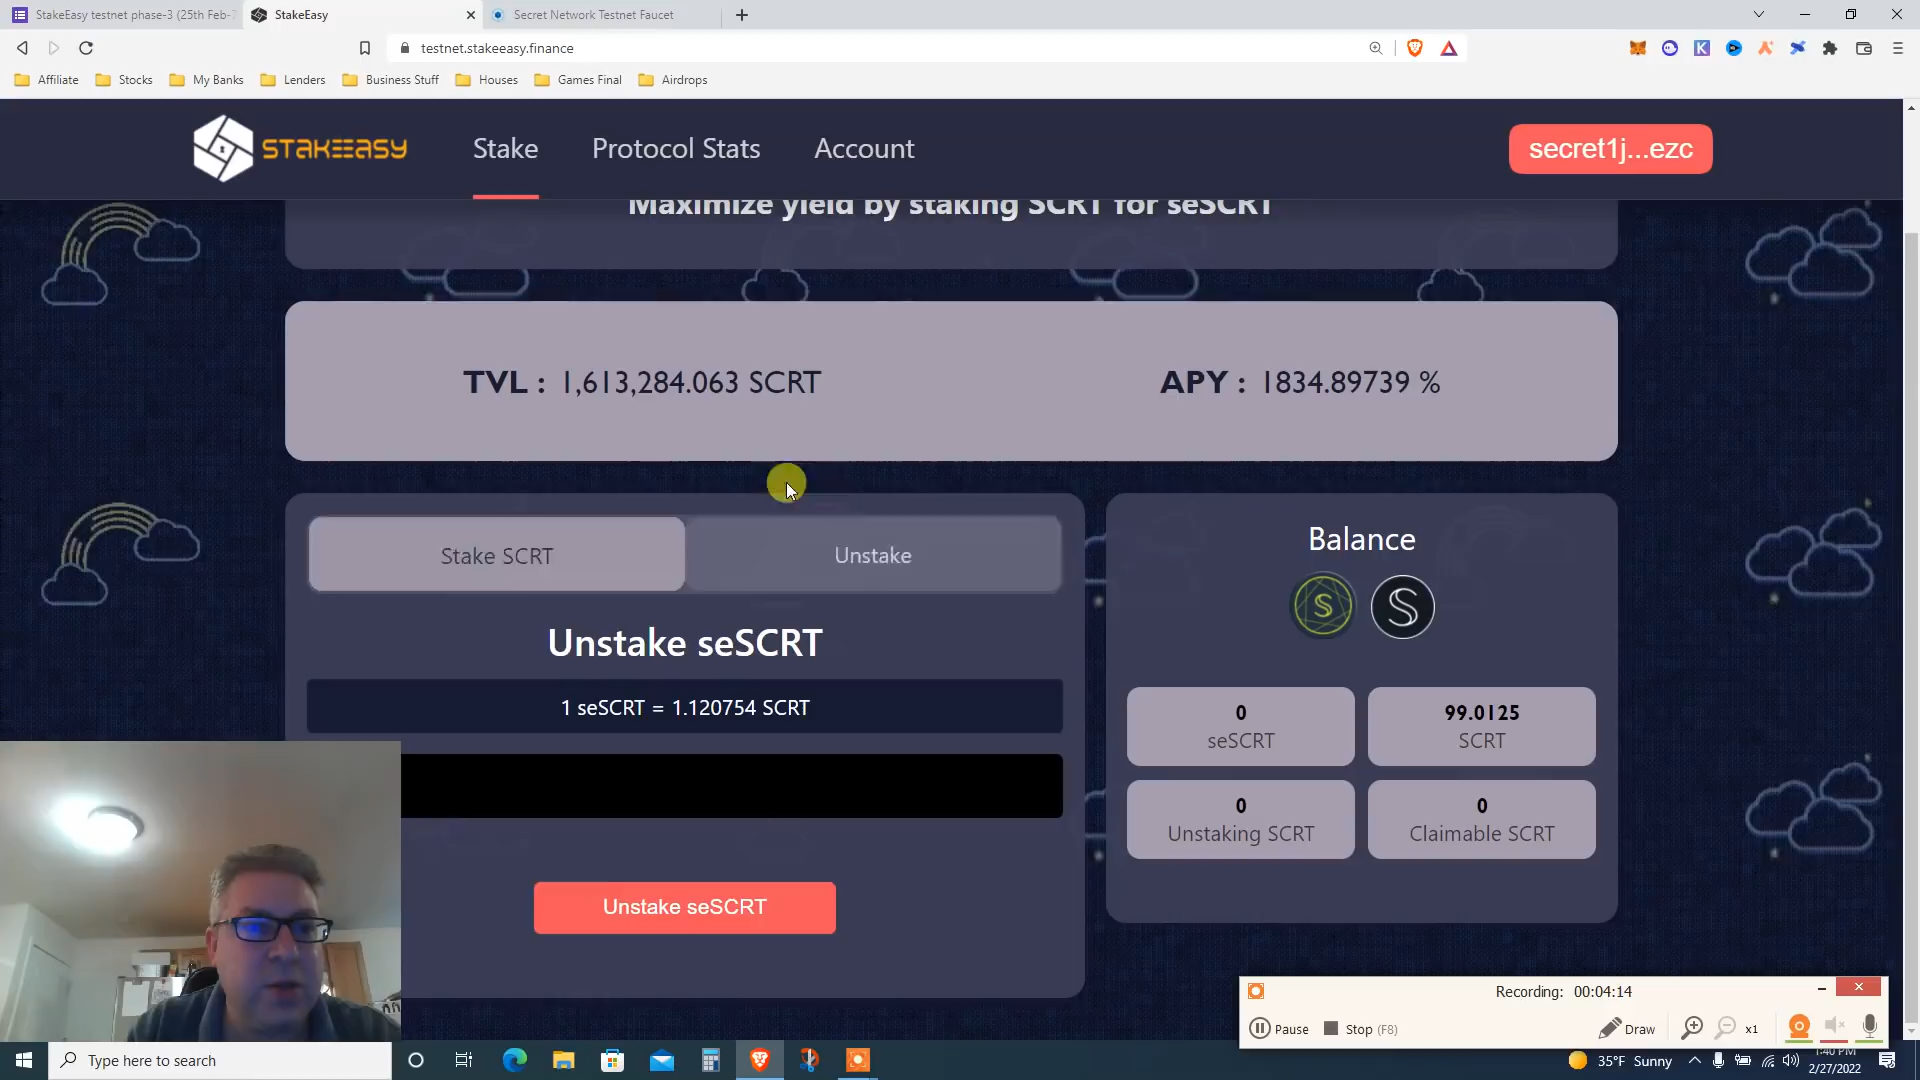 StakeEasy testnet phase-3 (25th Feb-7
StakeEasy
Secret Network Testnet Faucet
testnet.stakeeasy.finance
Affiliate
Stocks
My Banks
Lenders
Business Stuff
Houses
Games Final
Airdrops
STAKEEASY
Stake
Protocol Stats
Account
secret1j...ezc
Maximize yield by staking SCRT for seSCRT
TVL : 1,613,284.063 SCRT
APY : 1834.89739 %
Stake SCRT
Unstake
Unstake seSCRT
1 seSCRT = 1.120754 SCRT
Unstake seSCRT
Balance
0
seSCRT
99.0125
SCRT
0
Unstaking SCRT
0
Claimable SCRT
Recording: 00:04:14
Pause
Stop (F8)
Draw
x1
Type here to search
35°F Sunny
1:40 PM
2/27/2022